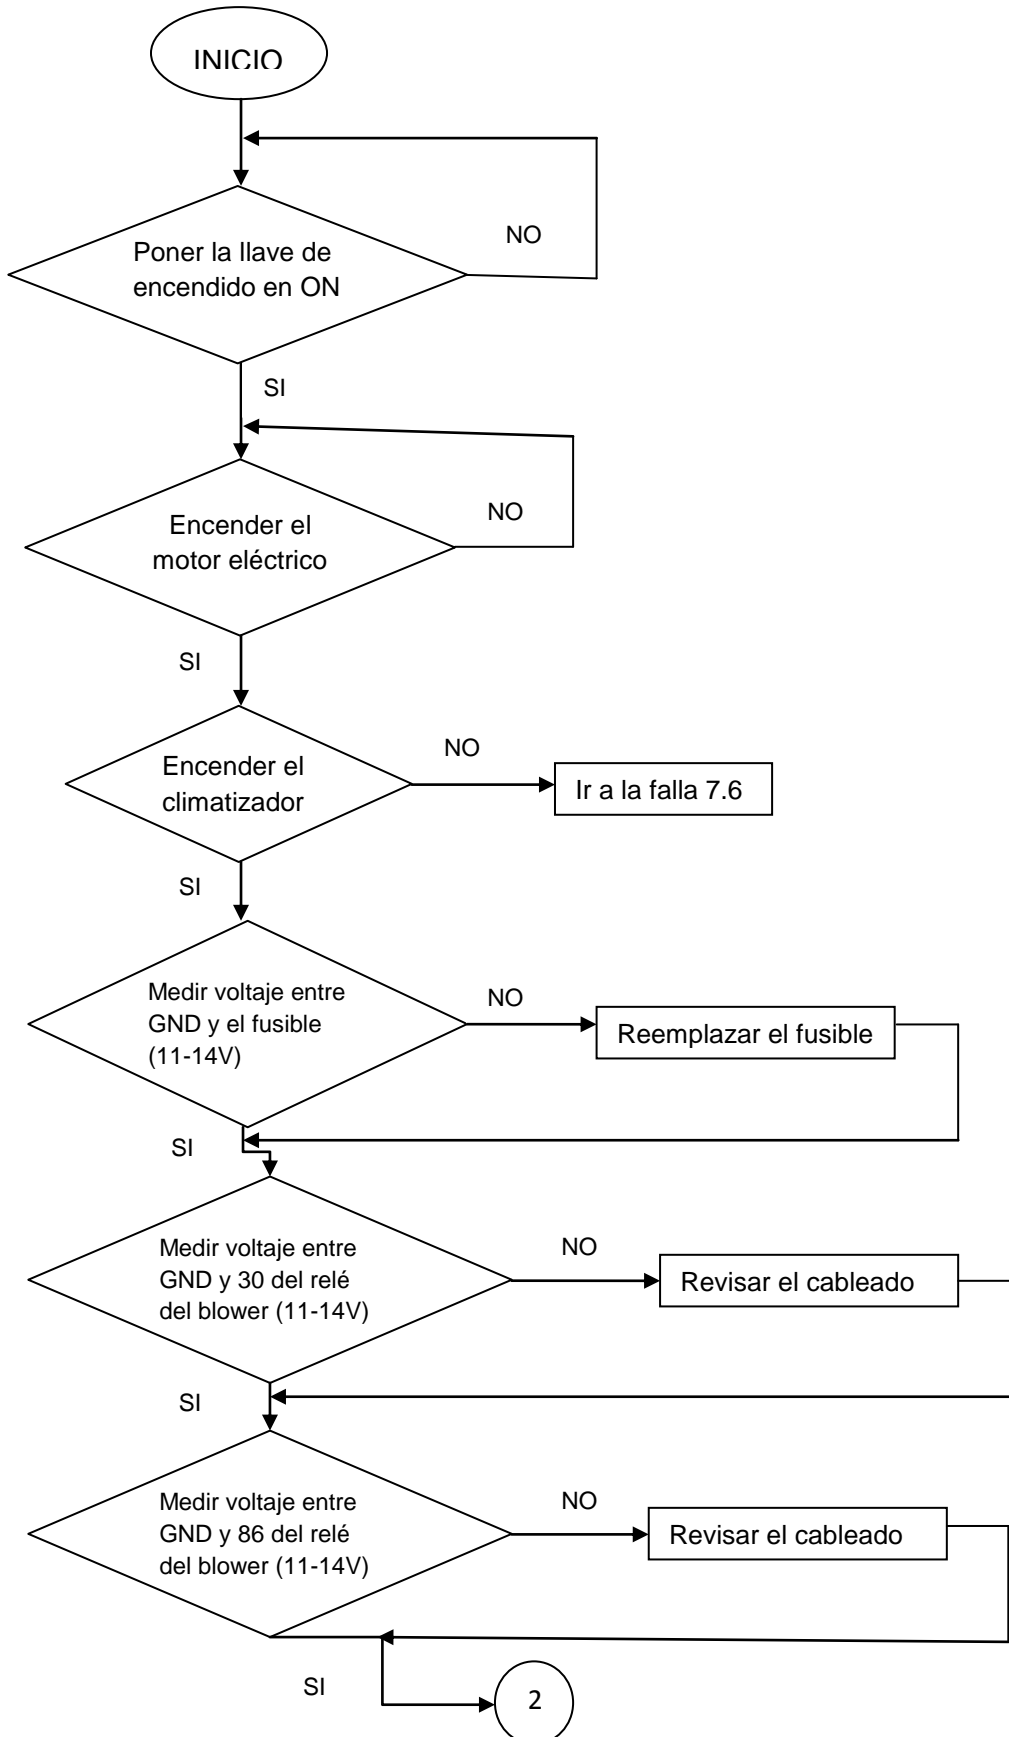 INICIO
NO
Poner la llave de
encendido en ON
SI
NO
Encender el
motor eléctrico
SI
NO
Encender el
climatizador
Ir a la falla 7.6
SI
Medir voltaje entre
GND y el fusible
(11-14V)
NO
Reemplazar el fusible
SI
Medir voltaje entre
GND y 30 del relé
del blower (11-14V)
NO
Revisar el cableado
SI
Medir voltaje entre
GND y 86 del relé
del blower (11-14V)
NO
Revisar el cableado
SI
2